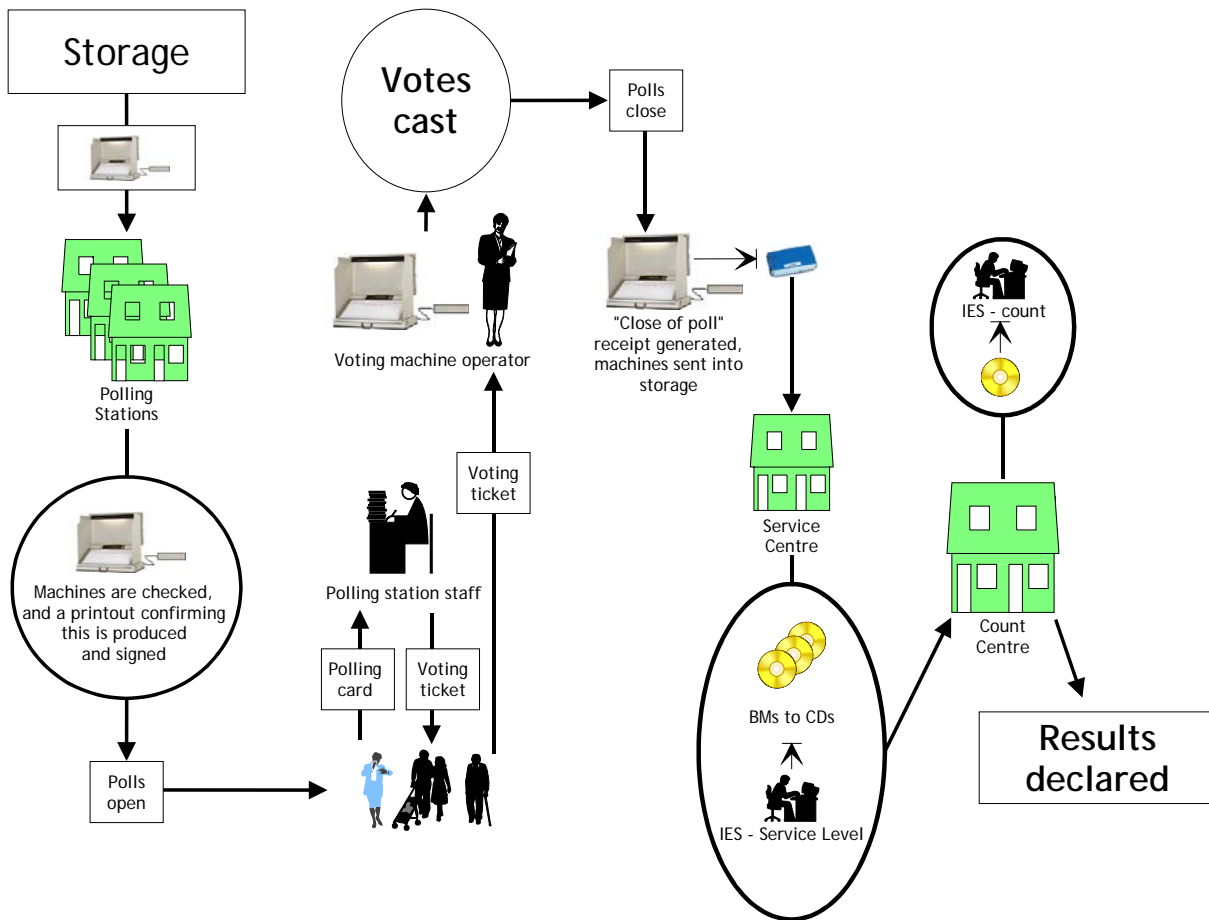 Storage
Polling
Stations
Machines are checked,
and a printout confirming
this is produced
and signed
Polls
open
Polling
card
Voting
ticket
Polling station staff
Voting
ticket
Voting machine operator
Votes
cast
Polls
close
"Close of poll"
receipt generated,
machines sent into
storage
Service
Centre
BMs to CDs
IES - Service Level
IES - count
Count
Centre
Results
declared